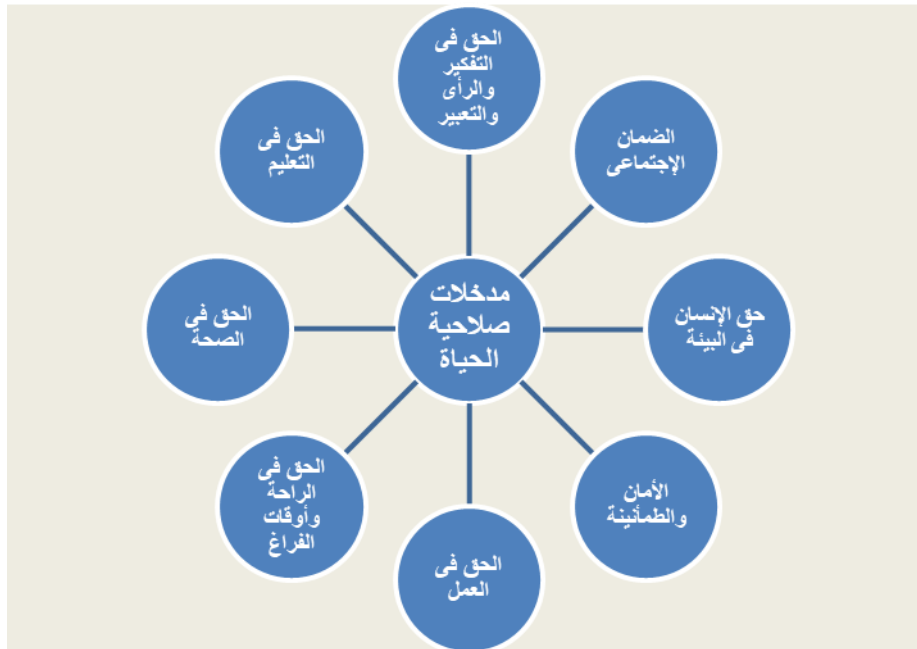 الحق فى
التفكير
والرأى
والتعبير
الضمان
الإجتماعى
حق الإنسان
فى البيئة
الأمان
والطمأنينة
الحق فى
العمل
الحق فى
الراحة
وأوقات
الفراغ
الحق فى
الصحة
الحق فى
التعليم
مدخلات
صلاحية
الحياة